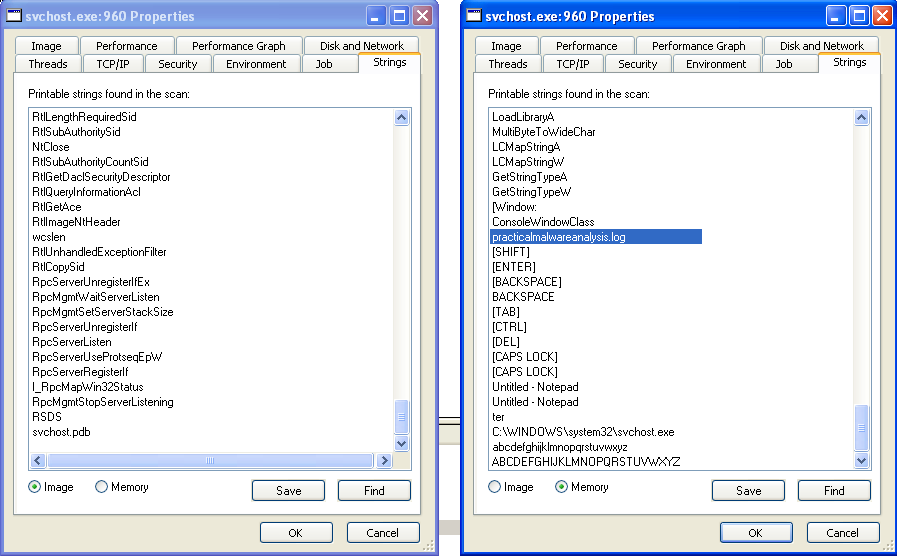 svchost.exe:960 Properties
Image
Performance
Performance Graph
Disk and Network
Threads
TCP/IP
Security
Environment
Job
Strings
Printable strings found in the scan:
RtlLengthRequiredSid
RtlSubAuthoritySid
NtClose
RtlSubAuthorityCountSid
RtlGetDaclSecurityDescriptor
RtlQueryInformationAcl
RtlGetAce
RtlImageNtHeader
wcslen
RtlUnhandledExceptionFilter
RtlCopySid
RpcServerUnregisterIfEx
RpcMgmtWaitServerListen
RpcMgmtSetServerStackSize
RpcServerUnregisterIf
RpcServerListen
RpcServerUseProtseqEpW
RpcServerRegisterIf
I_RpcMapWin32Status
RpcMgmtStopServerListening
RSDS
svchost.pdb
Image
Memory
Save
Find
OK
Cancel
svchost.exe:960 Properties
Image
Performance
Performance Graph
Disk and Network
Threads
TCP/IP
Security
Environment
Job
Strings
Printable strings found in the scan:
LoadLibraryA
MultiByteToWideChar
LCMapStringA
LCMapStringW
GetStringTypeA
GetStringTypeW
[Window:
ConsoleWindowClass
practicalmalwareanalysis.log
[SHIFT]
[ENTER]
[BACKSPACE]
BACKSPACE
[TAB]
[CTRL]
[DEL]
[CAPS LOCK]
[CAPS LOCK]
Untitled - Notepad
Untitled - Notepad
ter
C:\WINDOWS\system32\svchost.exe
abcdefghijklmnopqrstuvwxyz
ABCDEFGHIJKLMNOPQRSTUVWXYZ
Image
Memory
Save
Find
OK
Cancel